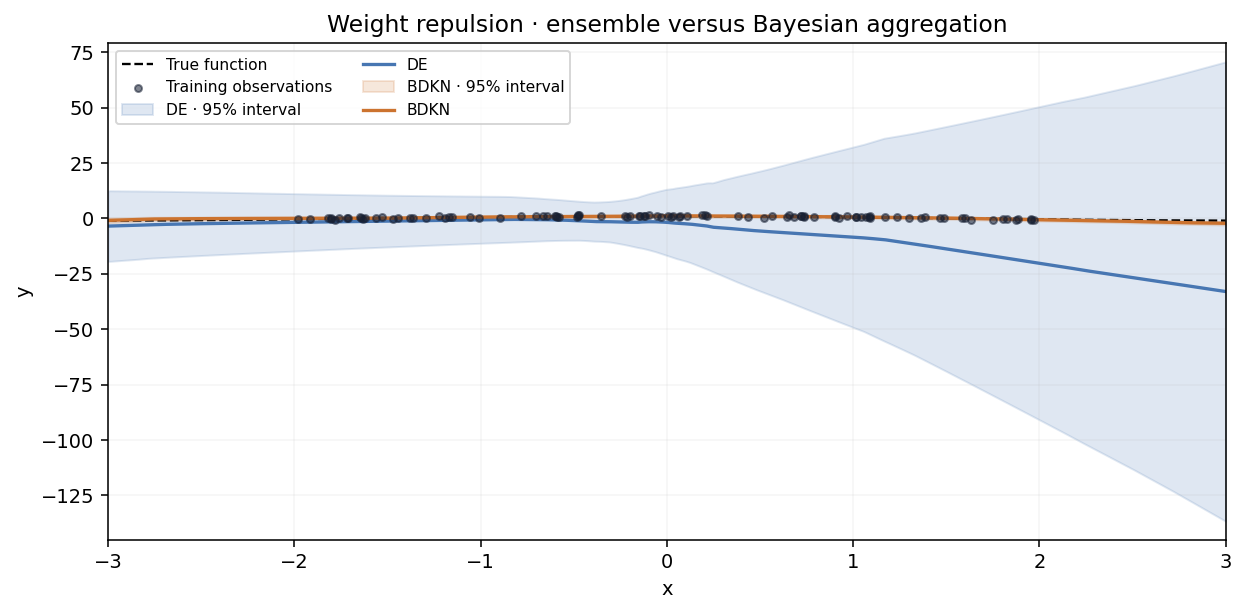 Weight repulsion · ensemble versus Bayesian aggregation
True function
Training observations
DE · 95% interval
DE
BDKN · 95% interval
BDKN
75
50
25
0
−25
−50
−75
−100
−125
y
−3 −2 −1 0 1 2 3
x